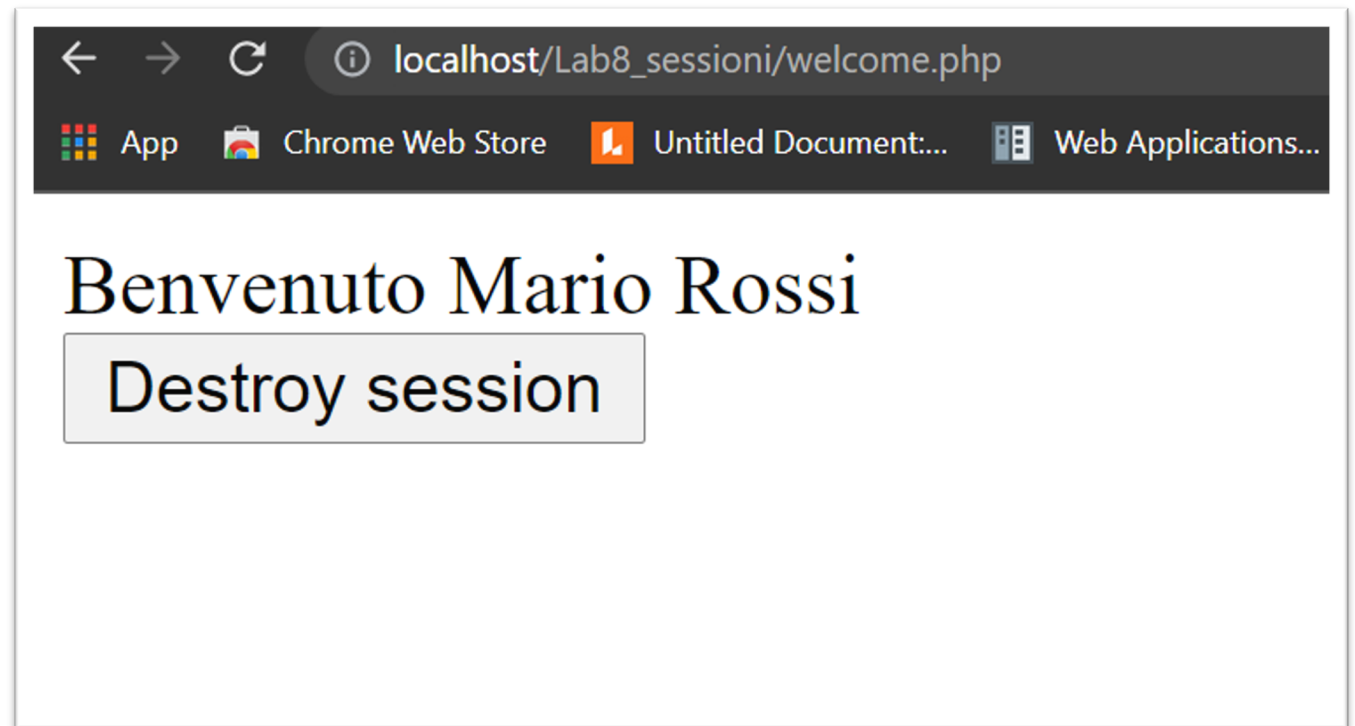 localhost/Lab8_sessioni/welcome.php
App Chrome Web Store Untitled Document:... Web Applications...
Benvenuto Mario Rossi
Destroy session